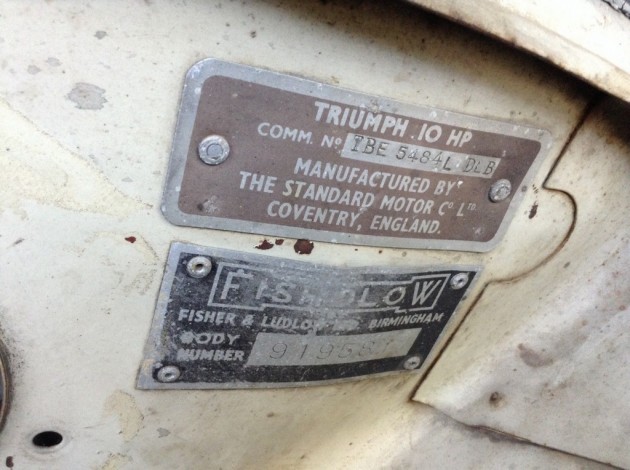 TRIUMPH.10 HP
COMM. No TBE 5484L DLB
MANUFACTURED BY
THE STANDARD MOTOR Co LTD
COVENTRY, ENGLAND.
FISHOLOW
FISHER & LUDLOW LTD BIRMINGHAM
BODY
NUMBER